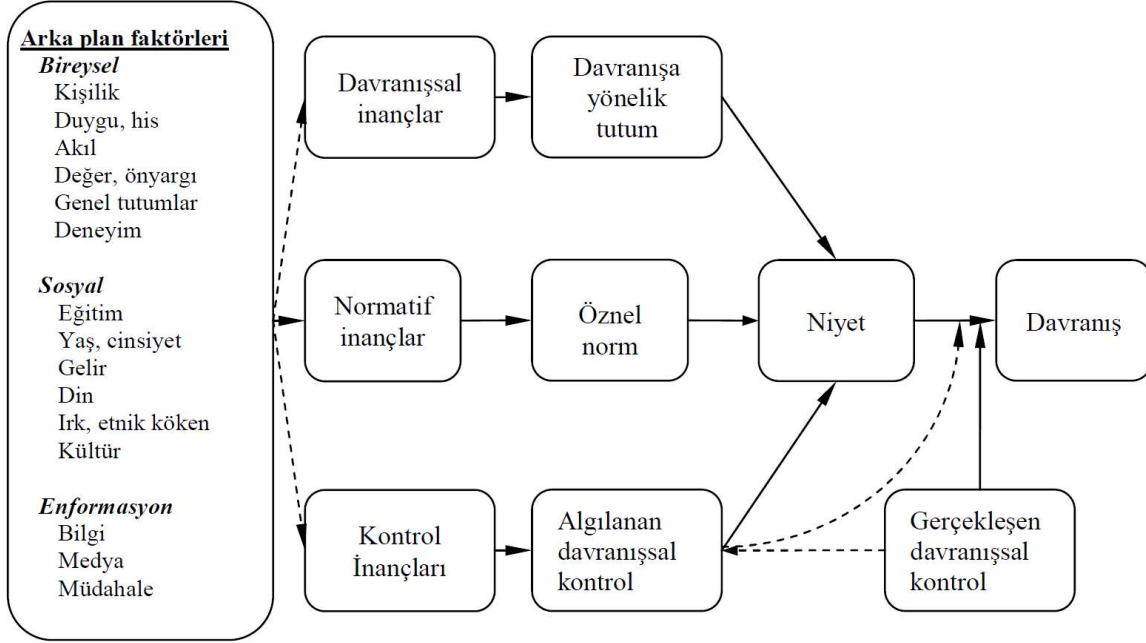 Arka plan faktörleri
Bireysel
Kişilik
Duygu, his
Akıl
Değer, önyargı
Genel tutumlar
Deneyim
Sosyal
Eğitim
Yaş, cinsiyet
Gelir
Din
Irk, etnik köken
Kültür
Enformasyon
Bilgi
Medya
Müdahale
Davranışsal
inançlar
Davranışa
yönelik
tutum
Normatif
inançlar
Öznel
norm
Niyet
Davranış
Kontrol
İnançları
Algılanan
davranışsal
kontrol
Gerçekleşen
davranışsal
kontrol